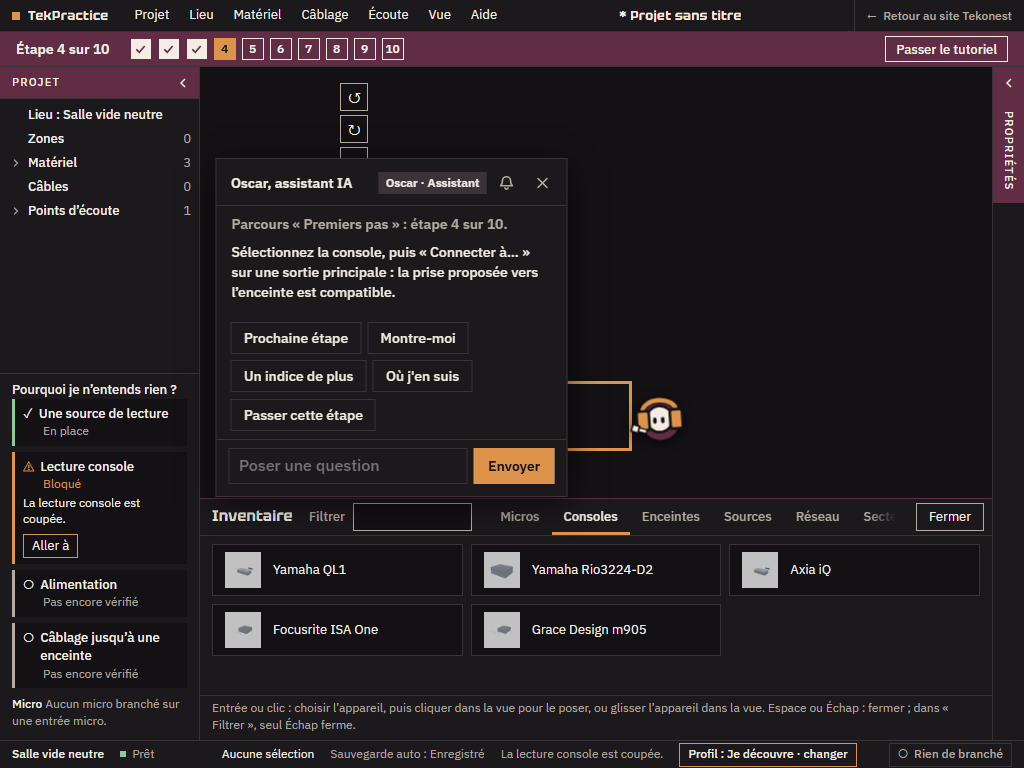 TekPractice Projet Lieu Matériel Câblage Écoute Vue Aide * Projet sans titre ← Retour au site Tekonest
Étape 4 sur 10 4 5 6 7 8 9 10 Passer le tutoriel
PROJET
Lieu : Salle vide neutre
Zones 0
Matériel 3
Câbles 0
Points d'écoute 1
PROPRIÉTÉS
Oscar, assistant IA Oscar · Assistant
Parcours « Premiers pas » : étape 4 sur 10.
Sélectionnez la console, puis « Connecter à... »
sur une sortie principale : la prise proposée vers
l'enceinte est compatible.
Prochaine étape Montre-moi
Un indice de plus Où j'en suis
Passer cette étape
Poser une question Envoyer
Pourquoi je n'entends rien ?
✓ Une source de lecture
En place
⚠ Lecture console
Bloqué
La lecture console est
coupée.
Aller à
Alimentation
Pas encore vérifié
Câblage jusqu'à une
enceinte
Pas encore vérifié
Micro Aucun micro branché sur
une entrée micro.
Inventaire Filtrer Micros Consoles Enceintes Sources Réseau Secte Fermer
Yamaha QL1 Yamaha Rio3224-D2 Axia iQ
Focusrite ISA One Grace Design m905
Entrée ou clic : choisir l'appareil, puis cliquer dans la vue pour le poser, ou glisser l'appareil dans la vue. Espace ou Échap : fermer ; dans «
Filtrer », seul Échap ferme.
Salle vide neutre Prêt Aucune sélection Sauvegarde auto : Enregistré La lecture console est coupée. Profil : Je découvre · changer Rien de branché